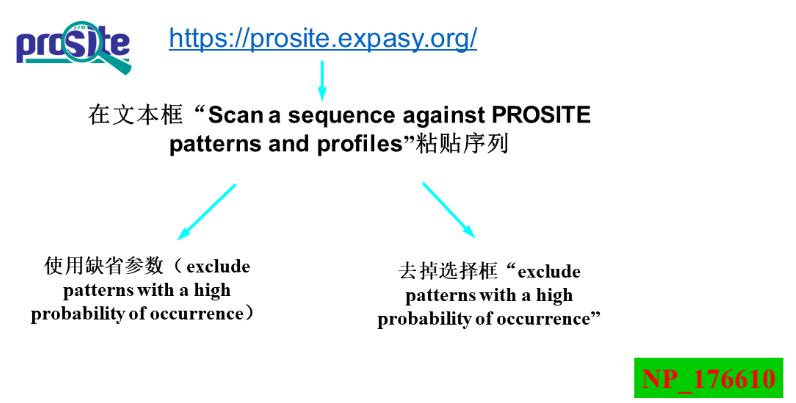 prosite
https://prosite.expasy.org/
在文本框“Scan a sequence against PROSITE
patterns and profiles”粘贴序列
使用缺省参数（exclude
patterns with a high
probability of occurrence）
去掉选择框“exclude
patterns with a high
probability of occurrence”
NP_176610